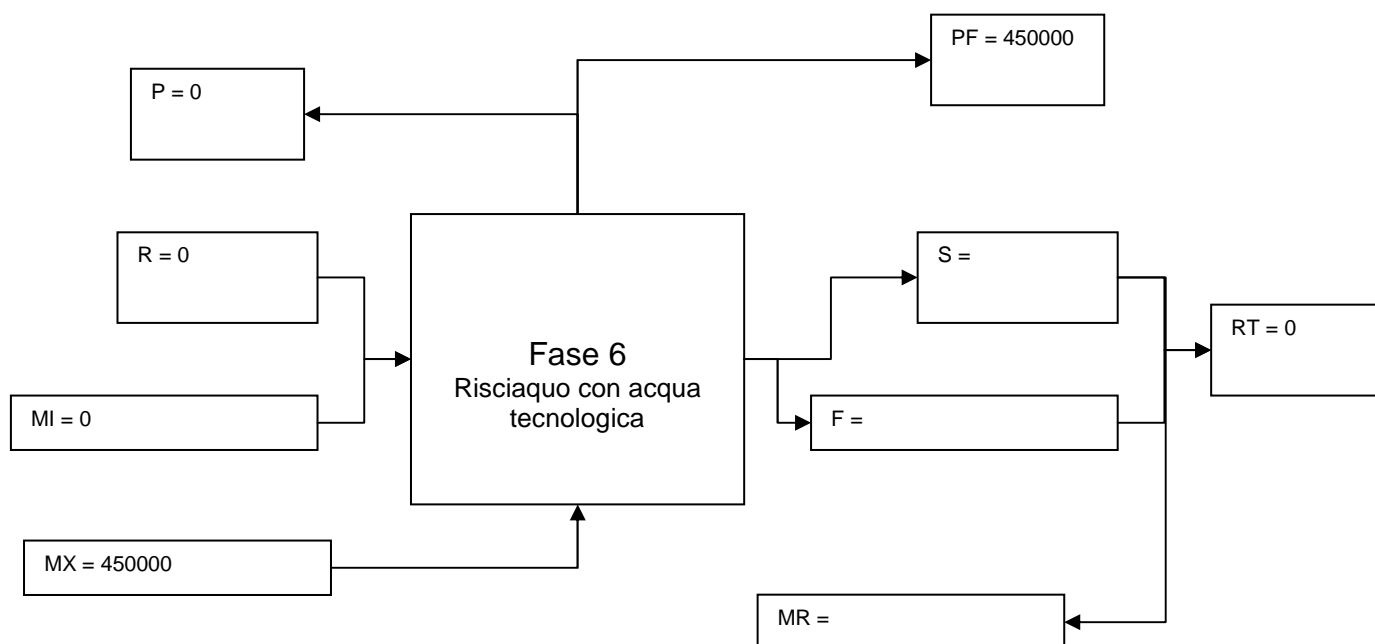 PF = 450000
P = 0
R = 0
S =
RT = 0
Fase 6
Risciaquo con acqua
tecnologica
MI = 0
F =
MX = 450000
MR =